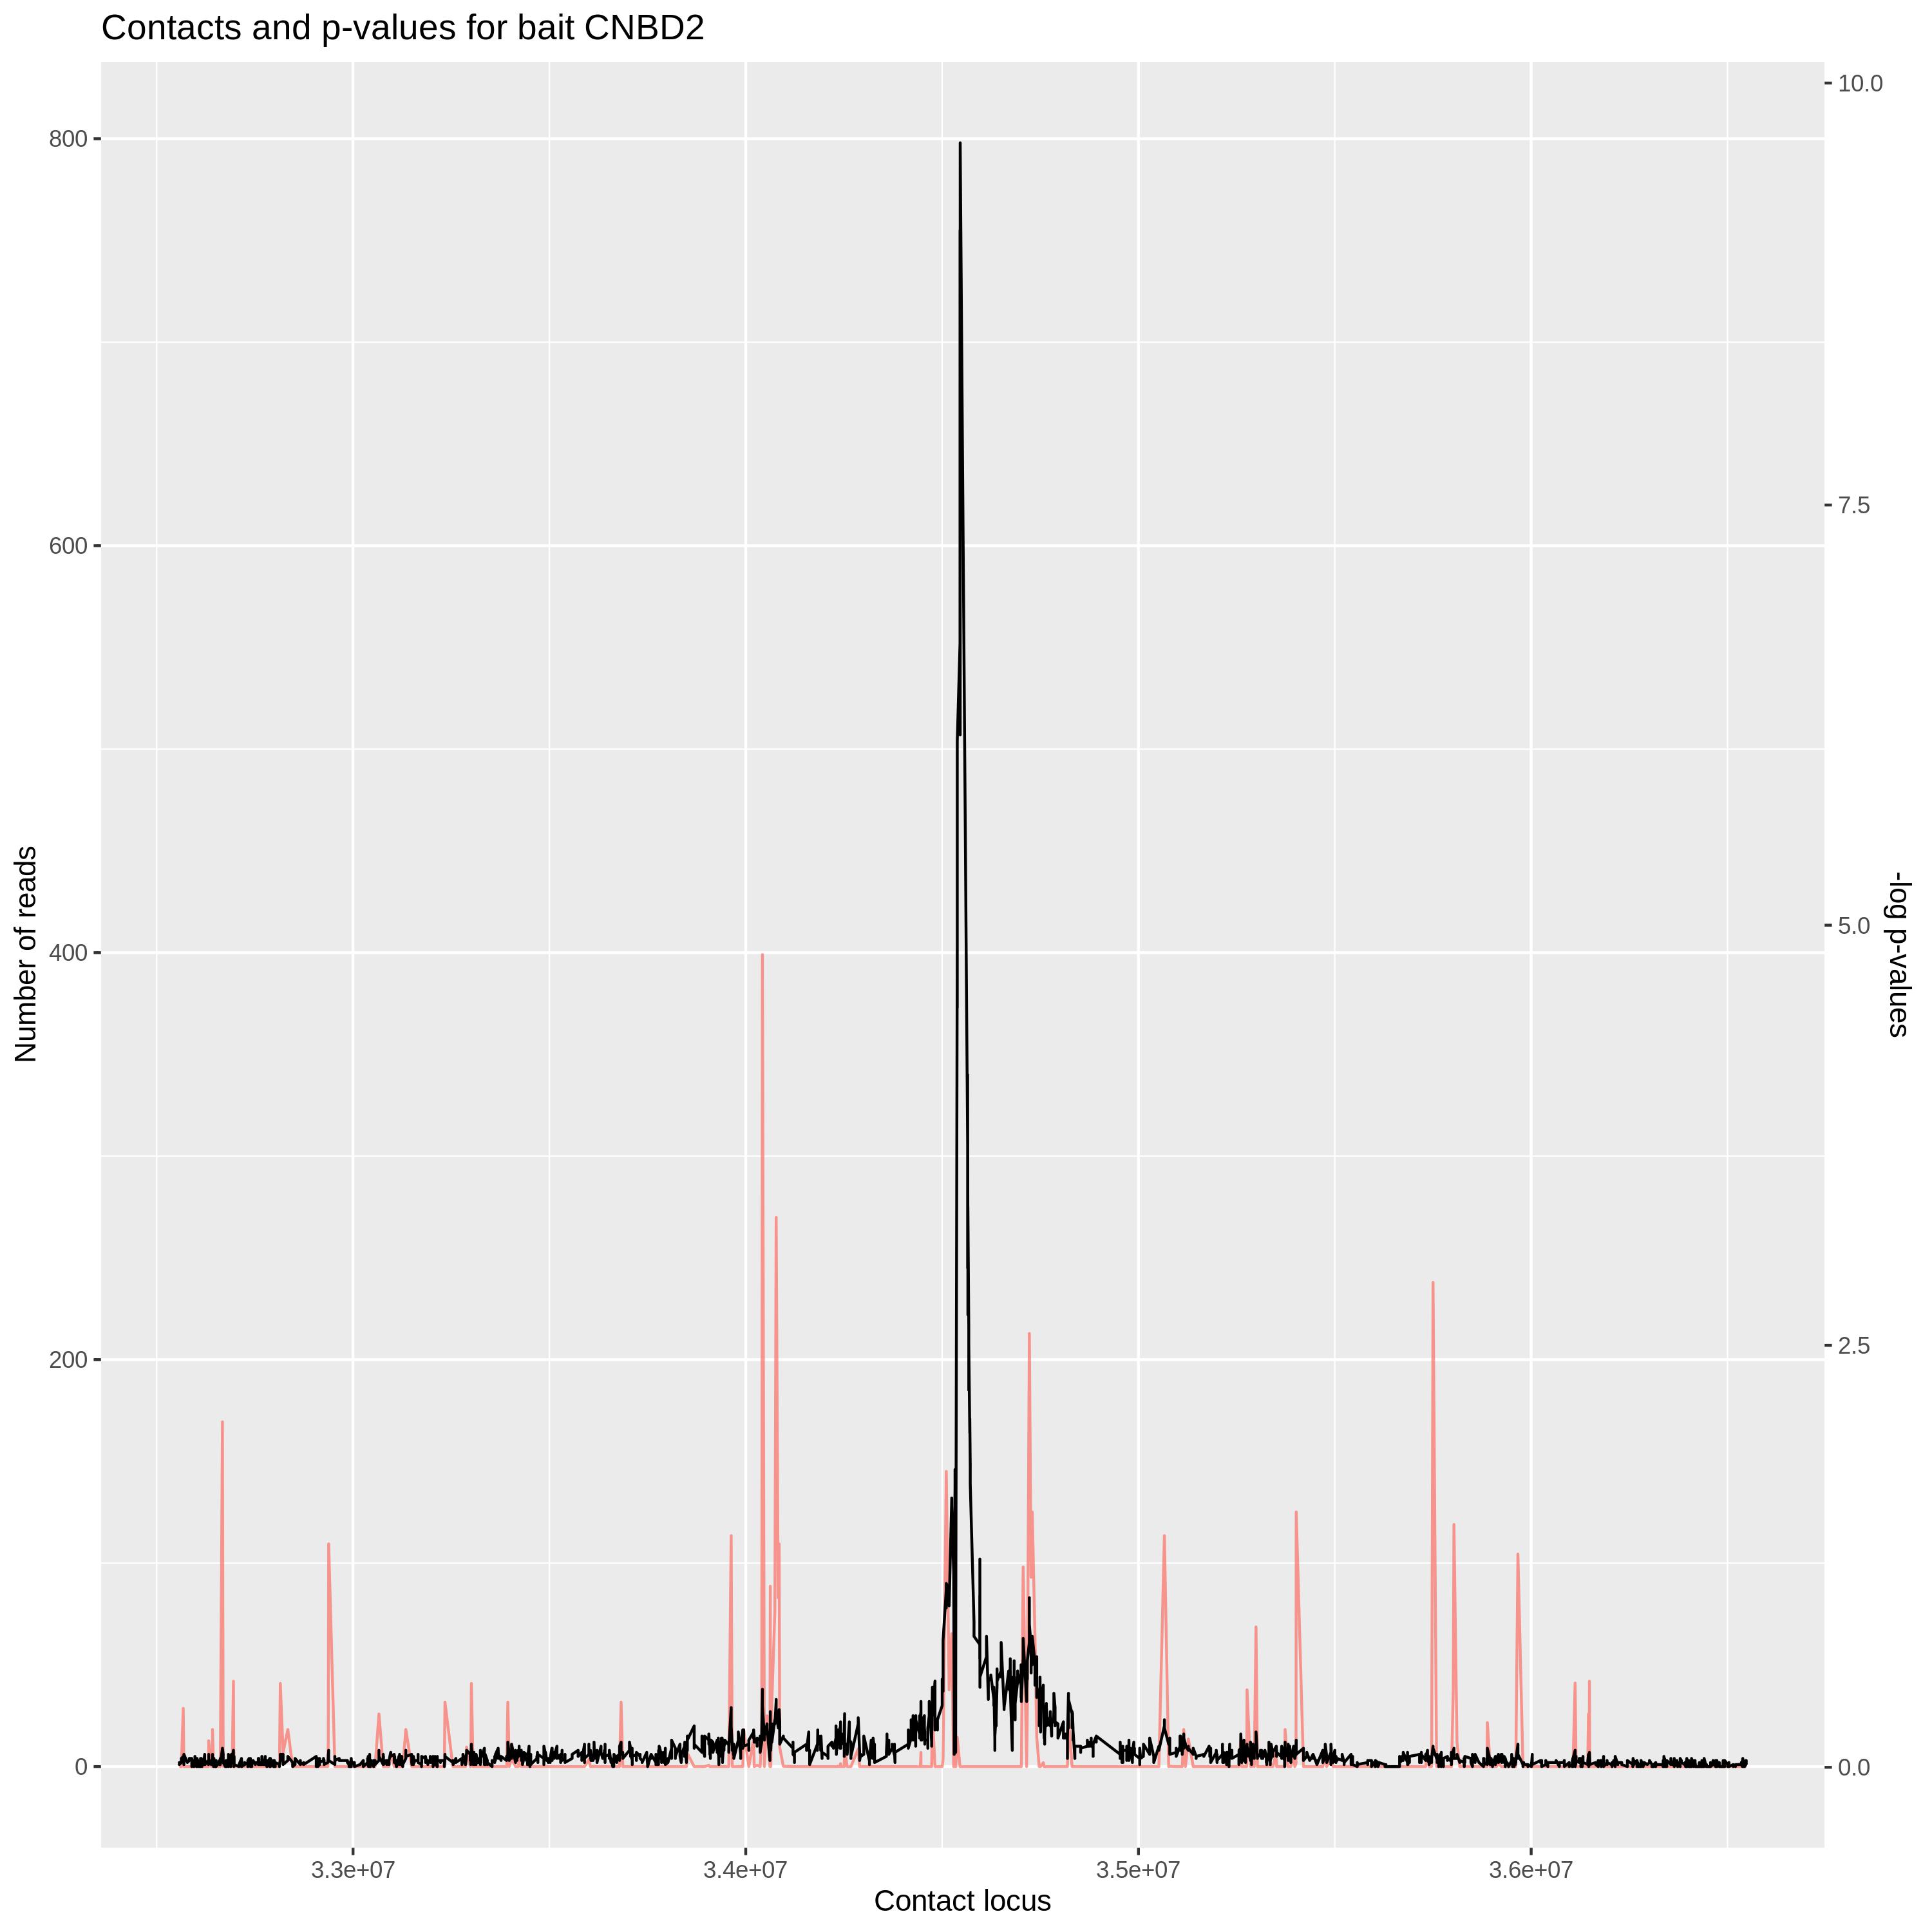 Contacts and p-values for bait CNBD2
10.0
800
7.5
600
5.0
400
2.5
200
0.0
0
Number of reads
-log p-values
3.3e+07
3.4e+07
3.5e+07
3.6e+07
Contact locus